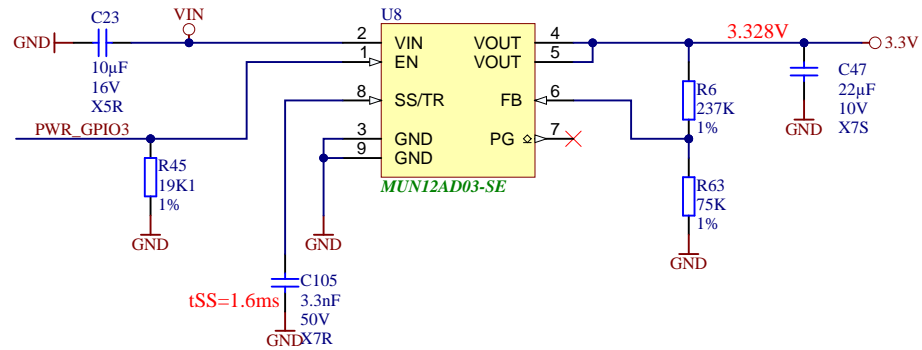 C23
GND
10µF
16V
X5R
VIN
U8
2
VIN
1
EN
8
SS/TR
3
GND
9
GND
VOUT
4
VOUT
5
FB
6
PG
7
MUN12AD03-SE
3.328V
3.3V
C47
22µF
10V
X7S
GND
R6
237K
1%
R63
75K
1%
GND
PWR_GPIO3
R45
19K1
1%
GND
GND
C105
3.3nF
50V
X7R
tSS=1.6ms
GND